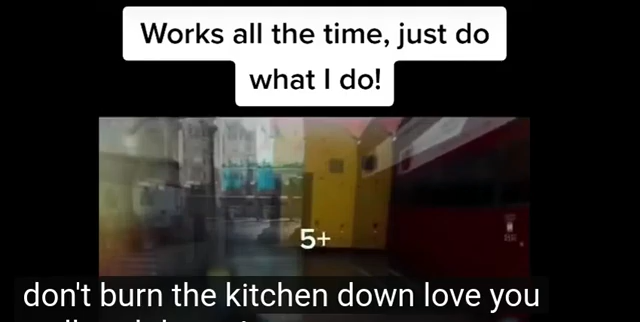 Works all the time, just do
what I do!
5+
don't burn the kitchen down love you